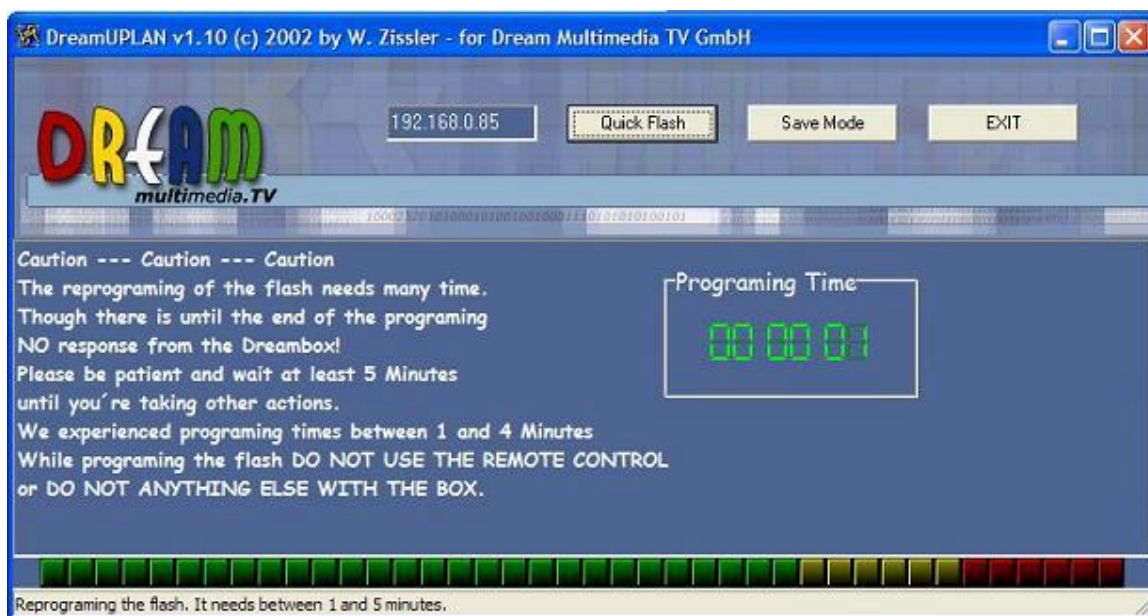 DreamUPLAN v1.10 (c) 2002 by W. Zissler - for Dream Multimedia TV GmbH
DREAM
multimedia.TV
192.168.0.85
Quick Flash
Save Mode
EXIT
Caution --- Caution --- Caution
The reprograming of the flash needs many time.
Though there is until the end of the programing
NO response from the Dreambox!
Please be patient and wait at least 5 Minutes
until you´re taking other actions.
We experienced programing times between 1 and 4 Minutes
While programing the flash DO NOT USE THE REMOTE CONTROL
or DO NOT ANYTHING ELSE WITH THE BOX.
Programing Time
00 00 01
Reprograming the flash. It needs between 1 and 5 minutes.